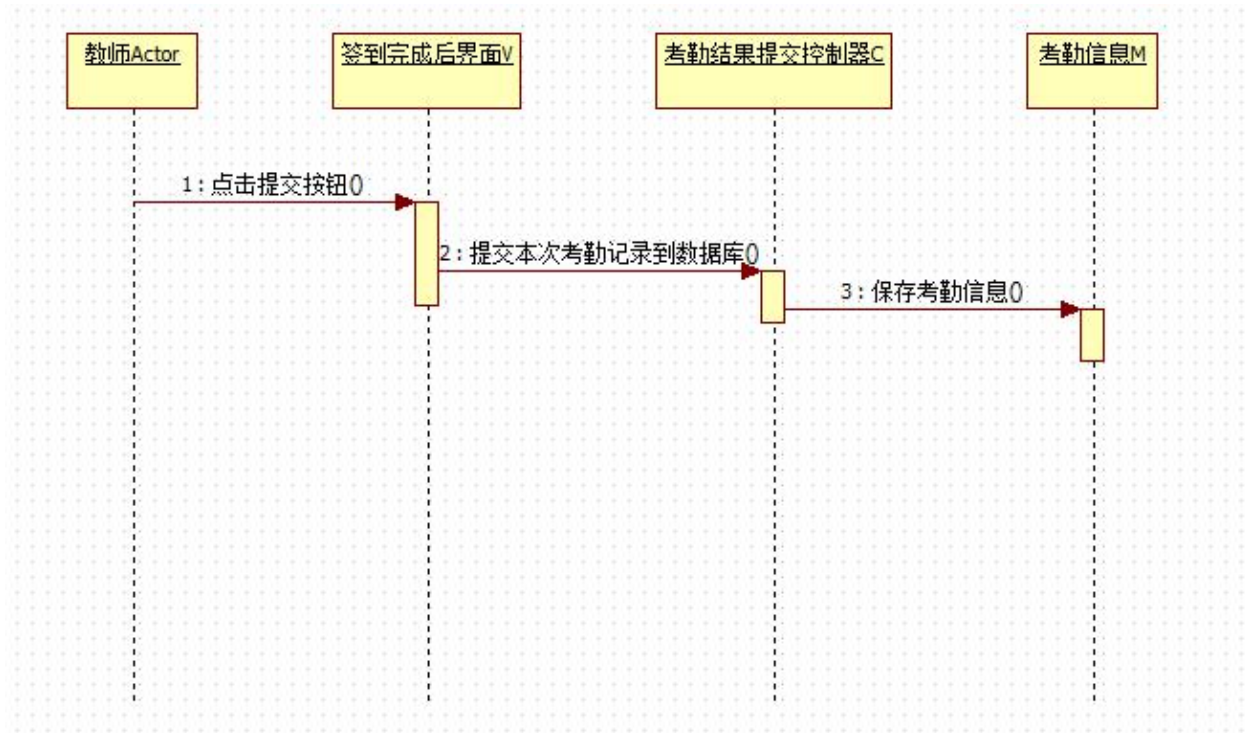 教师Actor
签到完成后界面V
考勤结果提交控制器C
考勤信息M
1:点击提交按钮()
2:提交本次考勤记录到数据库()
3:保存考勤信息()